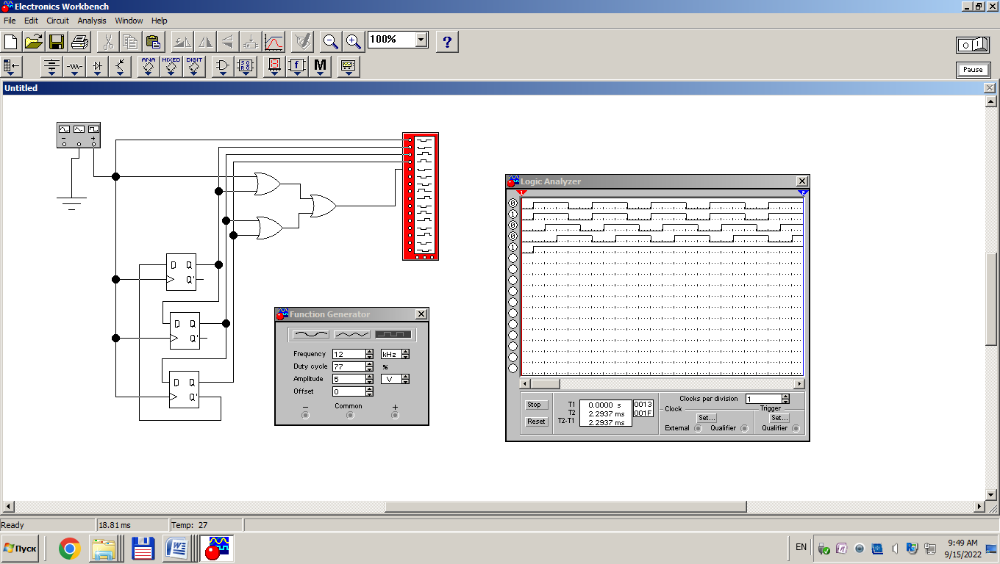 Electronics Workbench
File Edit Circuit Analysis Window Help
100%
?
Pause
ANA MIXED DIGIT
f M
Untitled
D Q
Q'
D Q
Q'
D Q
Q'
Function Generator
Frequency 12 kHz
Duty cycle 77 %
Amplitude 5 V
Offset 0
− Common +
Logic Analyzer
1 2
0
1
0
0
1
Clocks per division 1
Stop
Reset
T1 0.0000 s 0013
T2 2.2937 ms 001F
T2-T1 2.2937 ms
Clock Trigger
Set... Set...
External Qualifier Qualifier
Ready 18.81 ms Temp: 27
Пуск
EN
9:49 AM
9/15/2022